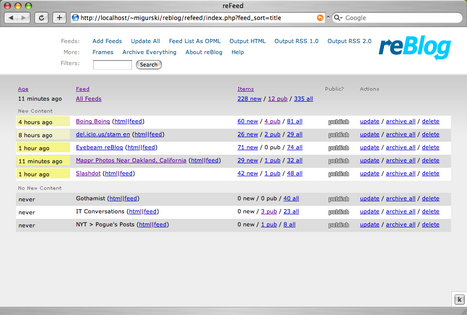 reFeed
http://localhost/~migurski/reblog/refeed/index.php?feed_sort=title
Google
Feeds: Add Feeds Update All Feed List As OPML Output HTML Output RSS 1.0 Output RSS 2.0
More: Frames Archive Everything About reBlog Help
Filters: Search
reBlog
Age Feed Items Public? Actions
11 minutes ago All Feeds 228 new / 12 pub / 335 all
New Content
4 hours ago Boing Boing (html|feed) 60 new / 4 pub / 81 all publish update / archive all / delete
8 hours ago del.icio.us/stam en (html|feed) 26 new / 2 pub / 29 all publish update / archive all / delete
1 hour ago Eyebeam reBlog (html|feed) 71 new / 0 pub / 74 all publish update / archive all / delete
11 minutes ago Mappr Photos Near Oakland, California (html|feed) 29 new / 1 pub / 32 all publish update / archive all / delete
1 hour ago Slashdot (html|feed) 42 new / 1 pub / 48 all publish update / archive all / delete
No New Content
never Gothamist (html|feed) 0 new / 0 pub / 40 all publish update / archive all / delete
never IT Conversations (html|feed) 0 new / 3 pub / 23 all publish update / archive all / delete
never NYT > Pogue's Posts (html|feed) 0 new / 1 pub / 8 all publish update / archive all / delete
k